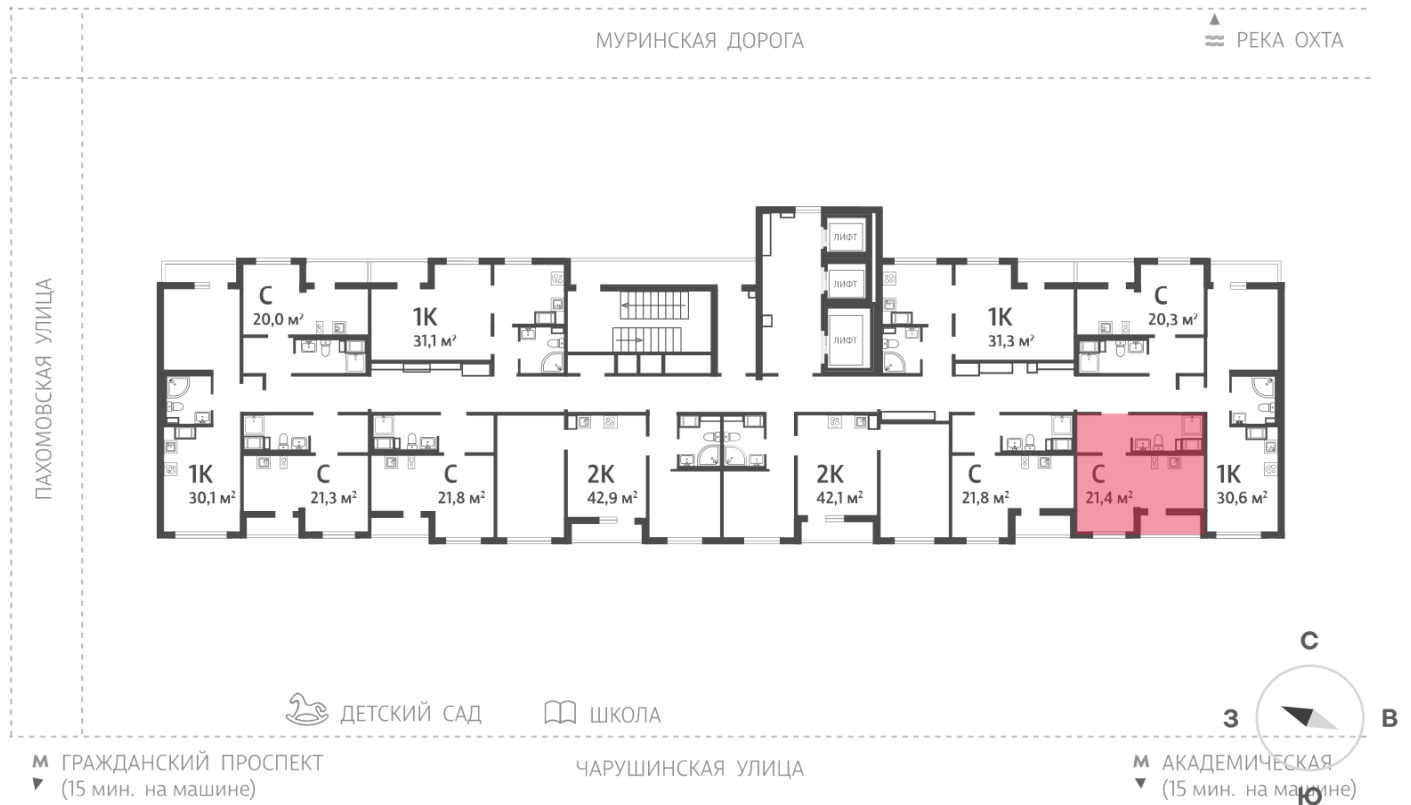 МУРИНСКАЯ ДОРОГА
РЕКА ОХТА
ПАХОМОВСКАЯ УЛИЦА
ЛИФТ
ЛИФТ
ЛИФТ
С
20,0 м²
1К
31,1 м²
1К
31,3 м²
С
20,3 м²
1К
30,1 м²
С
21,3 м²
С
21,8 м²
2К
42,9 м²
2К
42,1 м²
С
21,8 м²
С
21,4 м²
1К
30,6 м²
ДЕТСКИЙ САД
ШКОЛА
С
З
В
Ю
М ГРАЖДАНСКИЙ ПРОСПЕКТ
(15 мин. на машине)
ЧАРУШИНСКАЯ УЛИЦА
М АКАДЕМИЧЕСКАЯ
(15 мин. на машине)